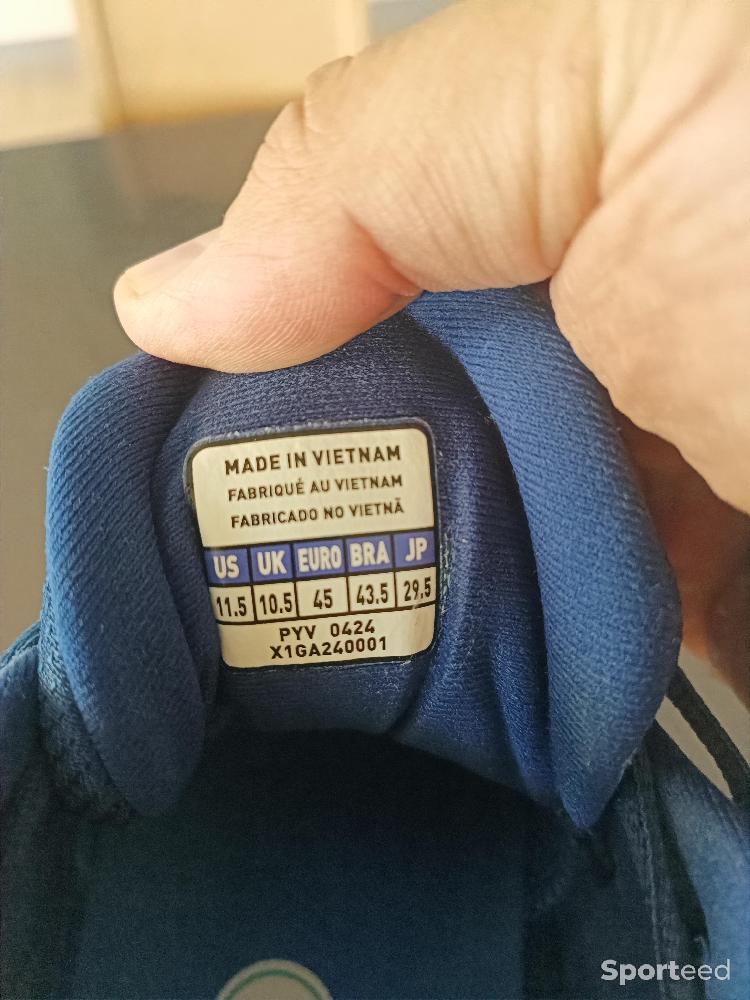 MADE IN VIETNAM
FABRIQUÉ AU VIETNAM
FABRICADO NO VIETNÃ
US UK EURO BRA JP
11.5 10.5 45 43.5 29.5
PYV 0424
X1GA240001
Sporteed